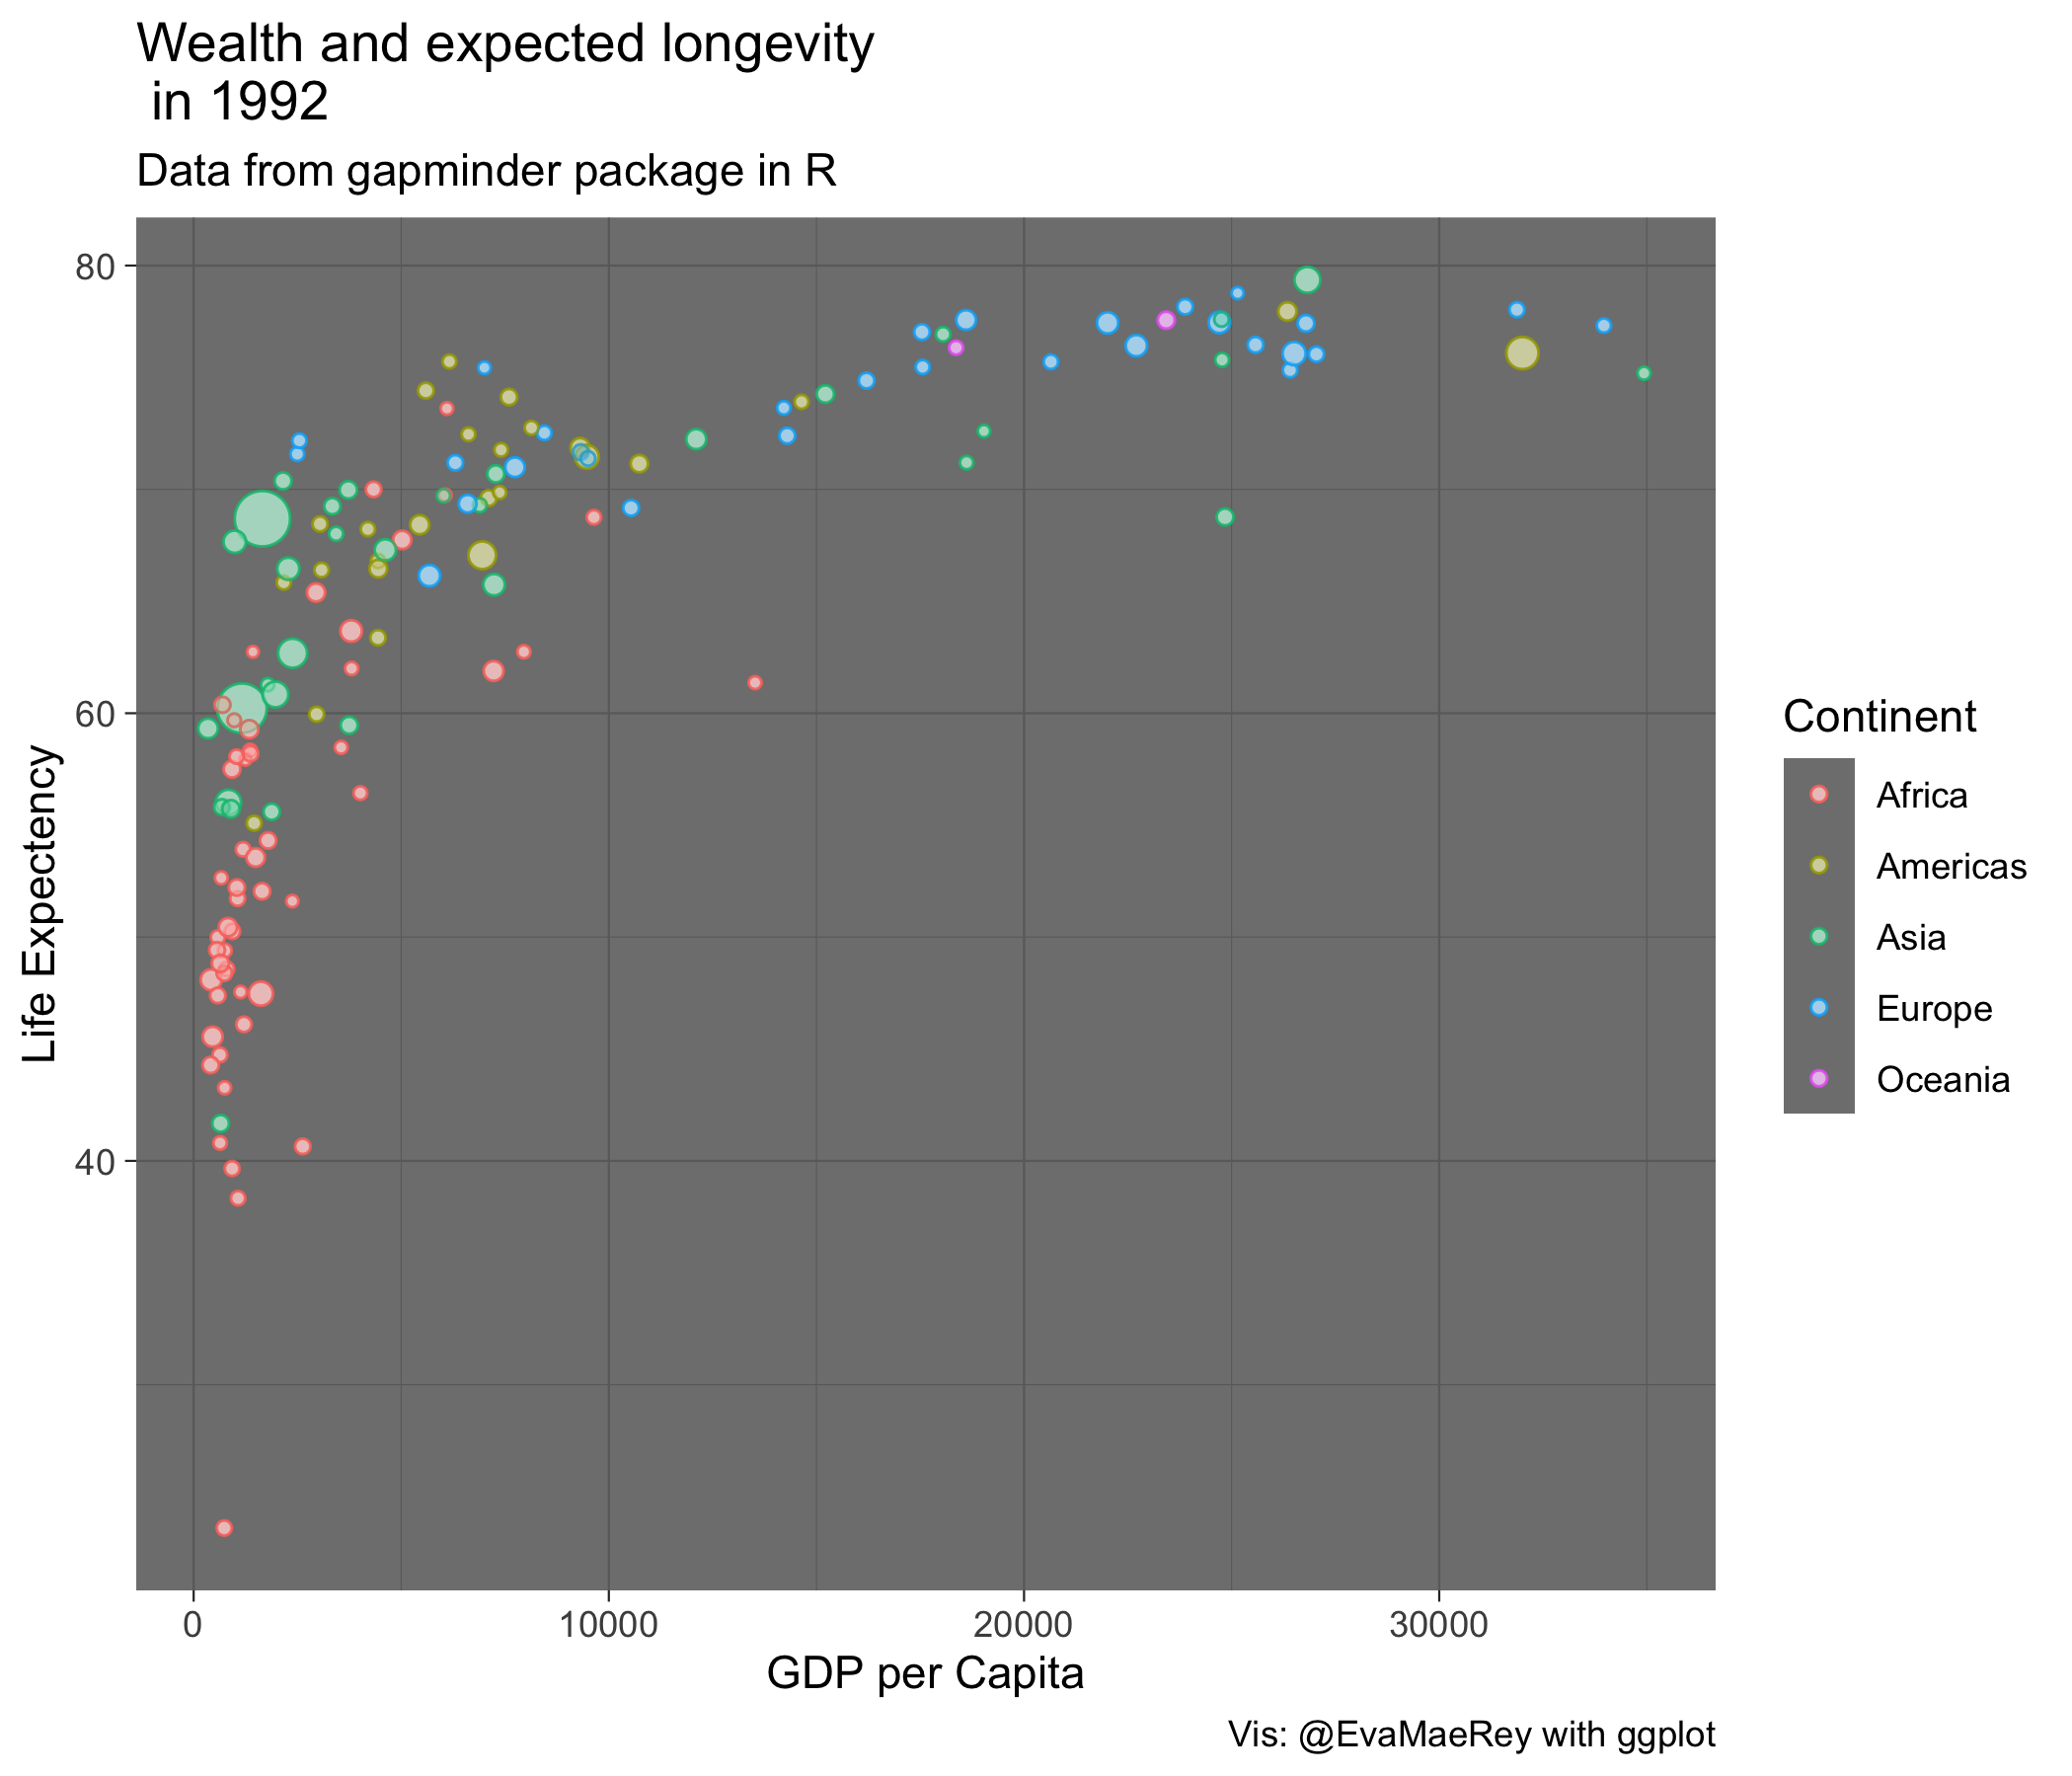 Wealth and expected longevity
in 1992
Data from gapminder package in R
80
60
40
Life Expectency
0 10000 20000 30000
GDP per Capita
Continent
Africa
Americas
Asia
Europe
Oceania
Vis: @EvaMaeRey with ggplot